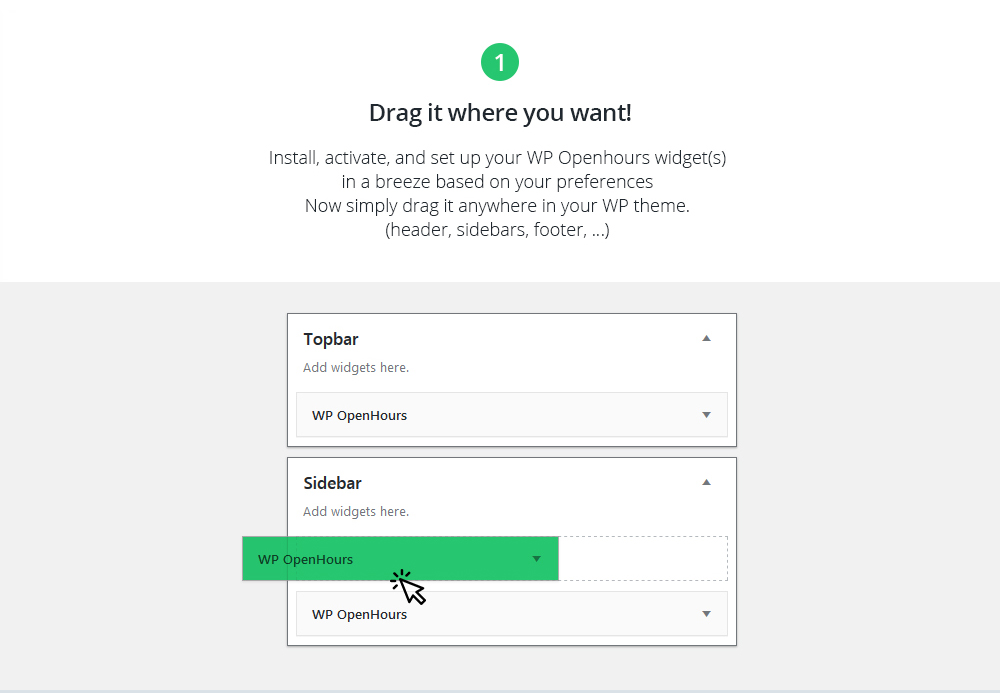 1
Drag it where you want!
Install, activate, and set up your WP Openhours widget(s)
in a breeze based on your preferences
Now simply drag it anywhere in your WP theme.
(header, sidebars, footer, ...)
Topbar
Add widgets here.
WP OpenHours
Sidebar
Add widgets here.
WP OpenHours
WP OpenHours